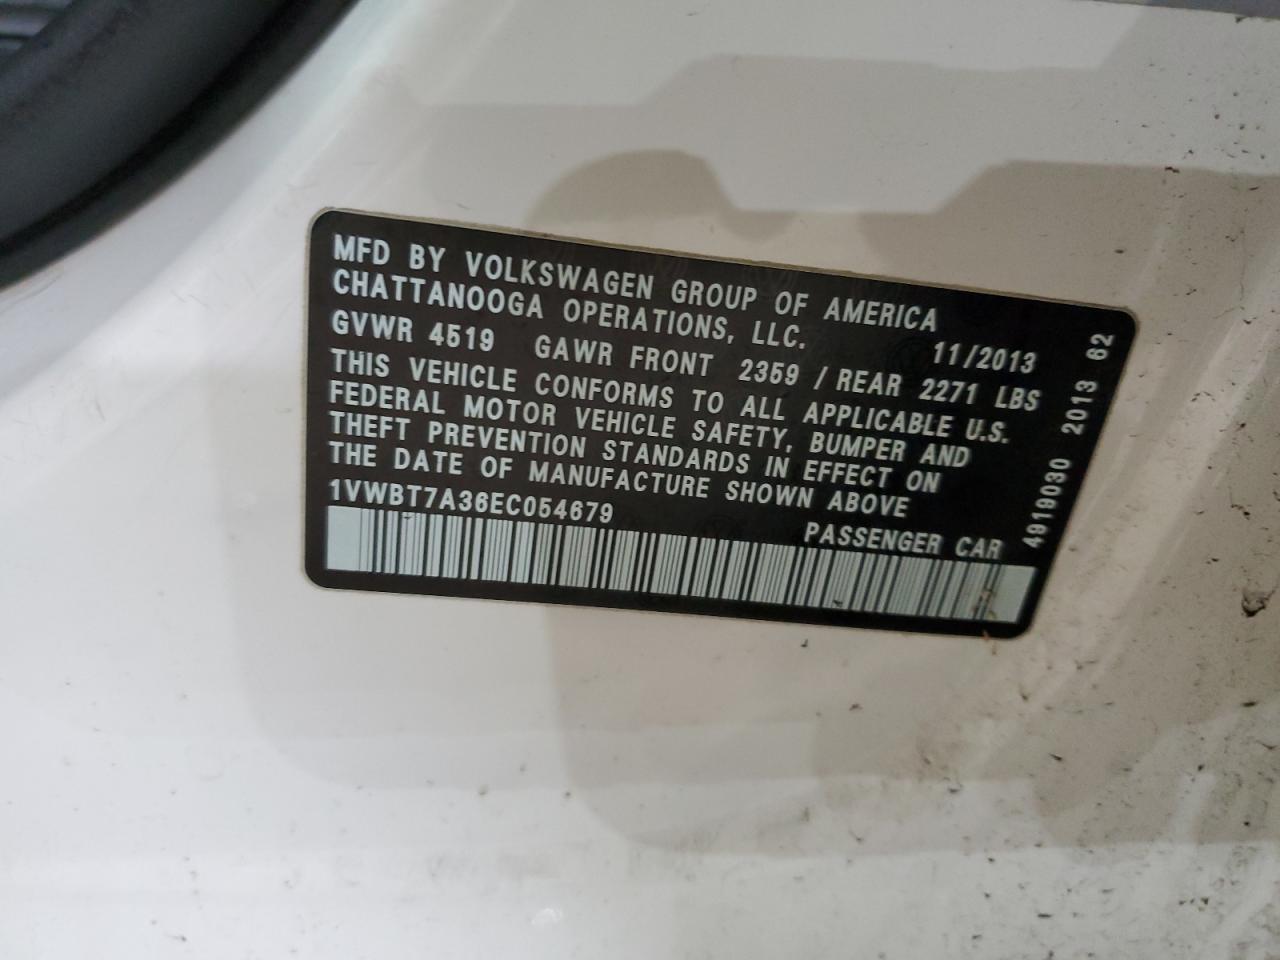 MFD BY VOLKSWAGEN GROUP OF AMERICA
CHATTANOOGA OPERATIONS, LLC.
11/2013
GVWR 4519 GAWR FRONT 2359 / REAR 2271 LBS
THIS VEHICLE CONFORMS TO ALL APPLICABLE U.S.
FEDERAL MOTOR VEHICLE SAFETY, BUMPER AND
THEFT PREVENTION STANDARDS IN EFFECT ON
THE DATE OF MANUFACTURE SHOWN ABOVE
1VWBT7A36EC054679
PASSENGER CAR
4919030 2013 62